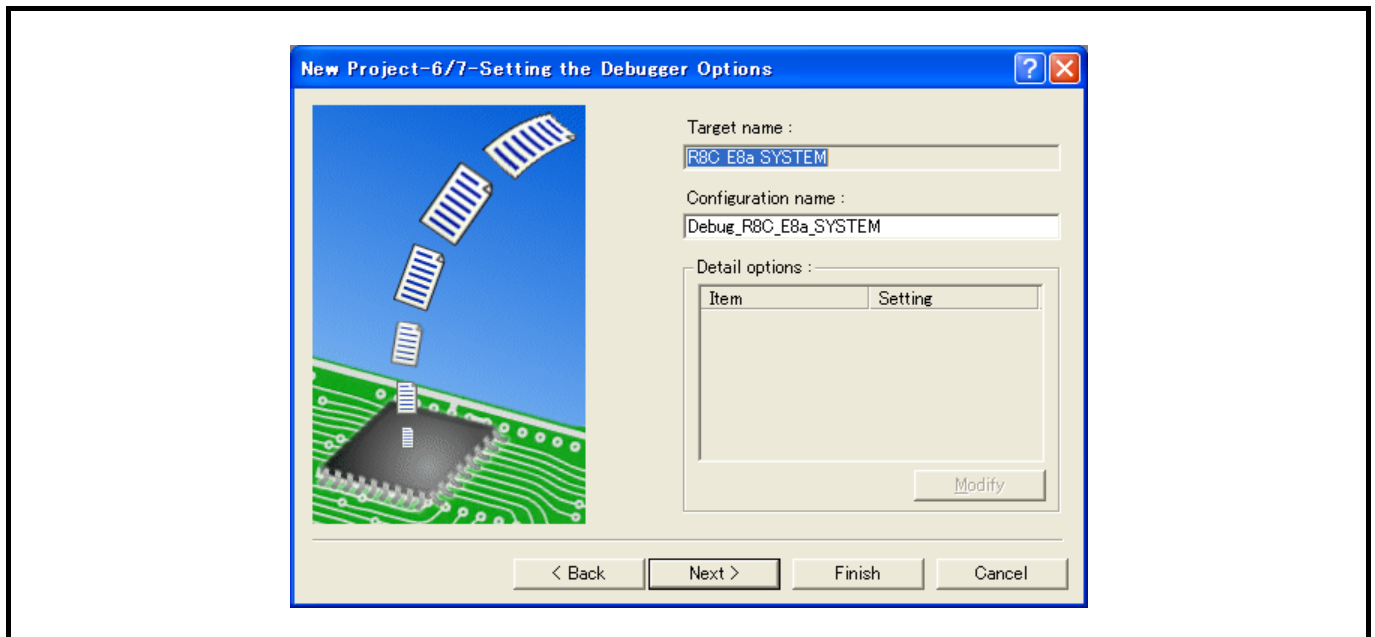 New Project-6/7-Setting the Debugger Options
Target name :
R8C E8a SYSTEM
Configuration name :
Debug_R8C_E8a_SYSTEM
Detail options :
Item Setting
Modify
< Back Next > Finish Cancel